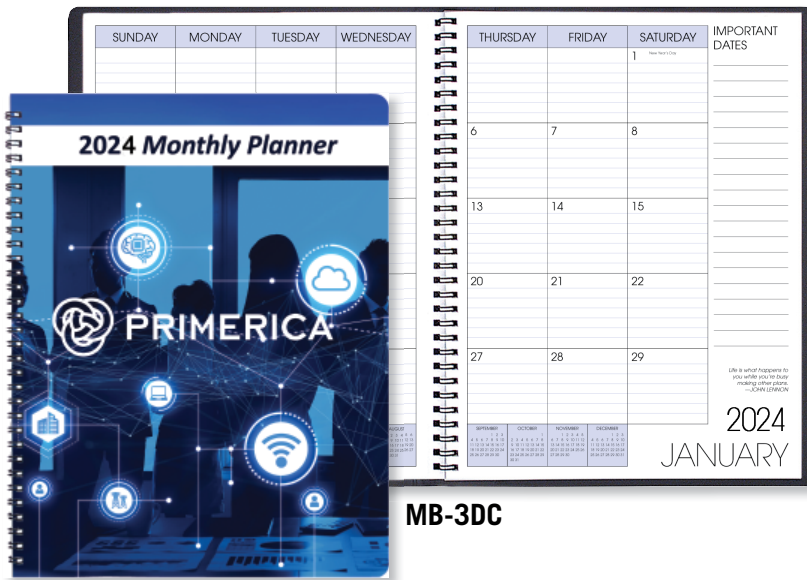 SUNDAY MONDAY TUESDAY WEDNESDAY
THURSDAY FRIDAY SATURDAY
IMPORTANT
DATES
1 New Year's Day
6 7 8
13 14 15
20 21 22
27 28 29
Life is what happens to
you while you're busy
making other plans.
—JOHN LENNON
2024
JANUARY
AUGUST
SEPTEMBER OCTOBER NOVEMBER DECEMBER
2024 Monthly Planner
PRIMERICA
MB-3DC